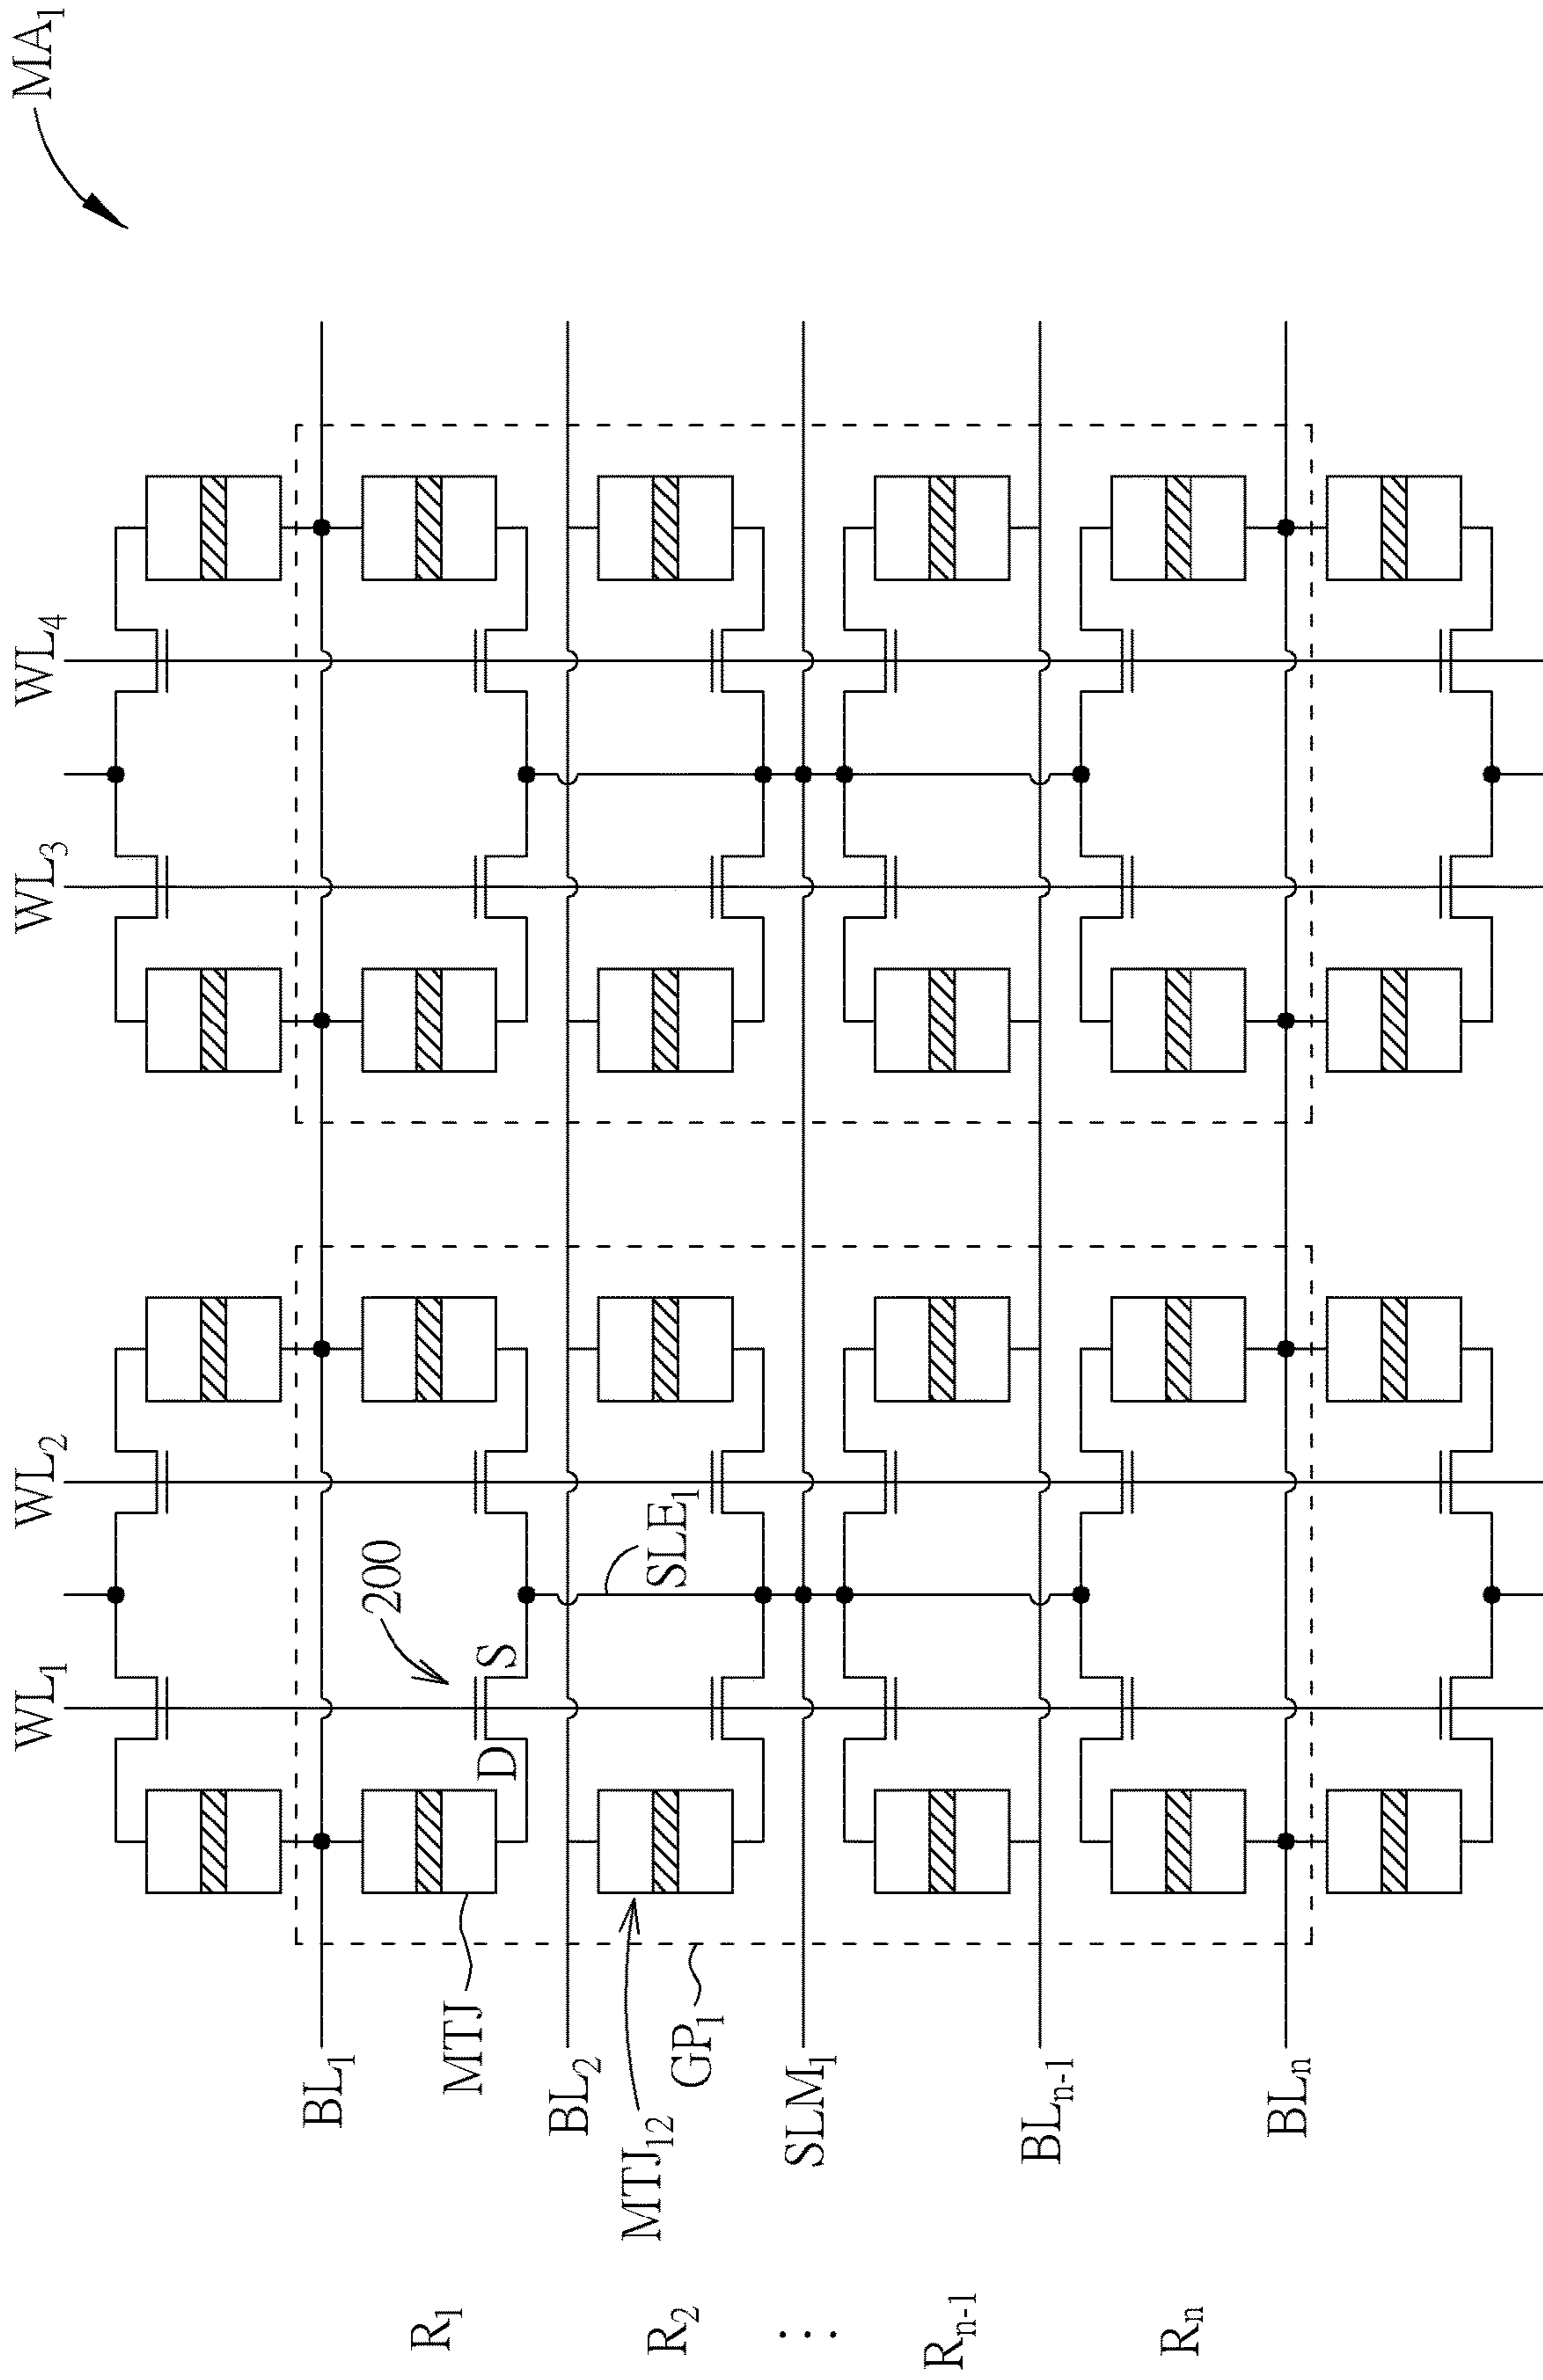 MA1
WL1
WL2
WL3
WL4
200
D
S
SLE1
MTJ
MTJ12
GP1
BL1
BL2
SLM1
BLn-1
BLn
R1
R2
⋮
Rn-1
Rn